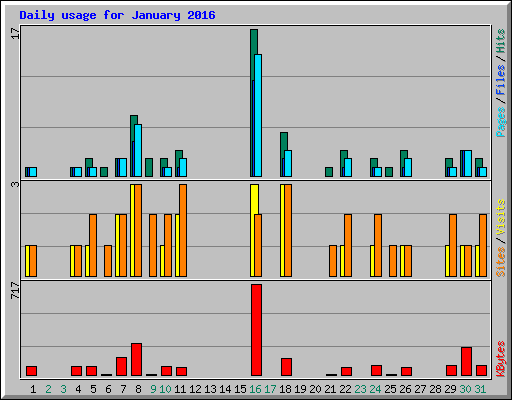 Daily usage for January 2016
17
Pages / Files / Hits
3
Sites / Visits
717
KBytes
1 2 3 4 5 6 7 8 9 10 11 12 13 14 15 16 17 18 19 20 21 22 23 24 25 26 27 28 29 30 31